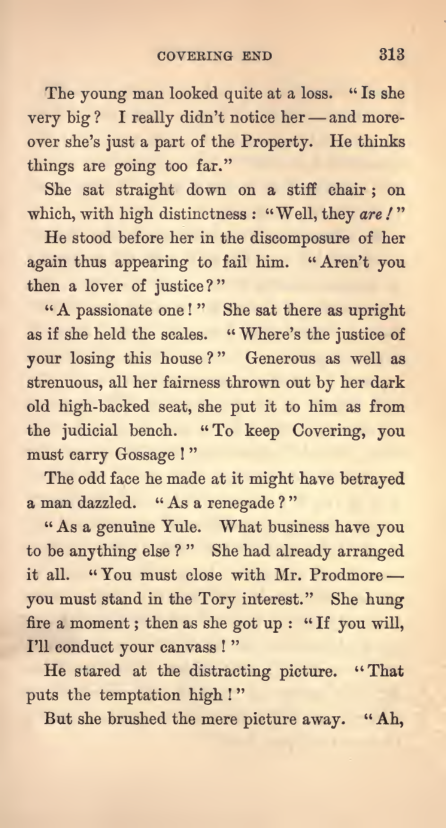 COVERING END 313
The young man looked quite at a loss. “Is she
very big? I really didn’t notice her—and more-
over she’s just a part of the Property. He thinks
things are going too far.”
She sat straight down on a stiff chair; on
which, with high distinctness: “Well, they are!”
He stood before her in the discomposure of her
again thus appearing to fail him. “Aren’t you
then a lover of justice?”
“A passionate one!” She sat there as upright
as if she held the scales. “Where’s the justice of
your losing this house?” Generous as well as
strenuous, all her fairness thrown out by her dark
old high-backed seat, she put it to him as from
the judicial bench. “To keep Covering, you
must carry Gossage!”
The odd face he made at it might have betrayed
a man dazzled. “As a renegade?”
“As a genuine Yule. What business have you
to be anything else?” She had already arranged
it all. “You must close with Mr. Prodmore—
you must stand in the Tory interest.” She hung
fire a moment; then as she got up: “If you will,
I’ll conduct your canvass!”
He stared at the distracting picture. “That
puts the temptation high!”
But she brushed the mere picture away. “Ah,